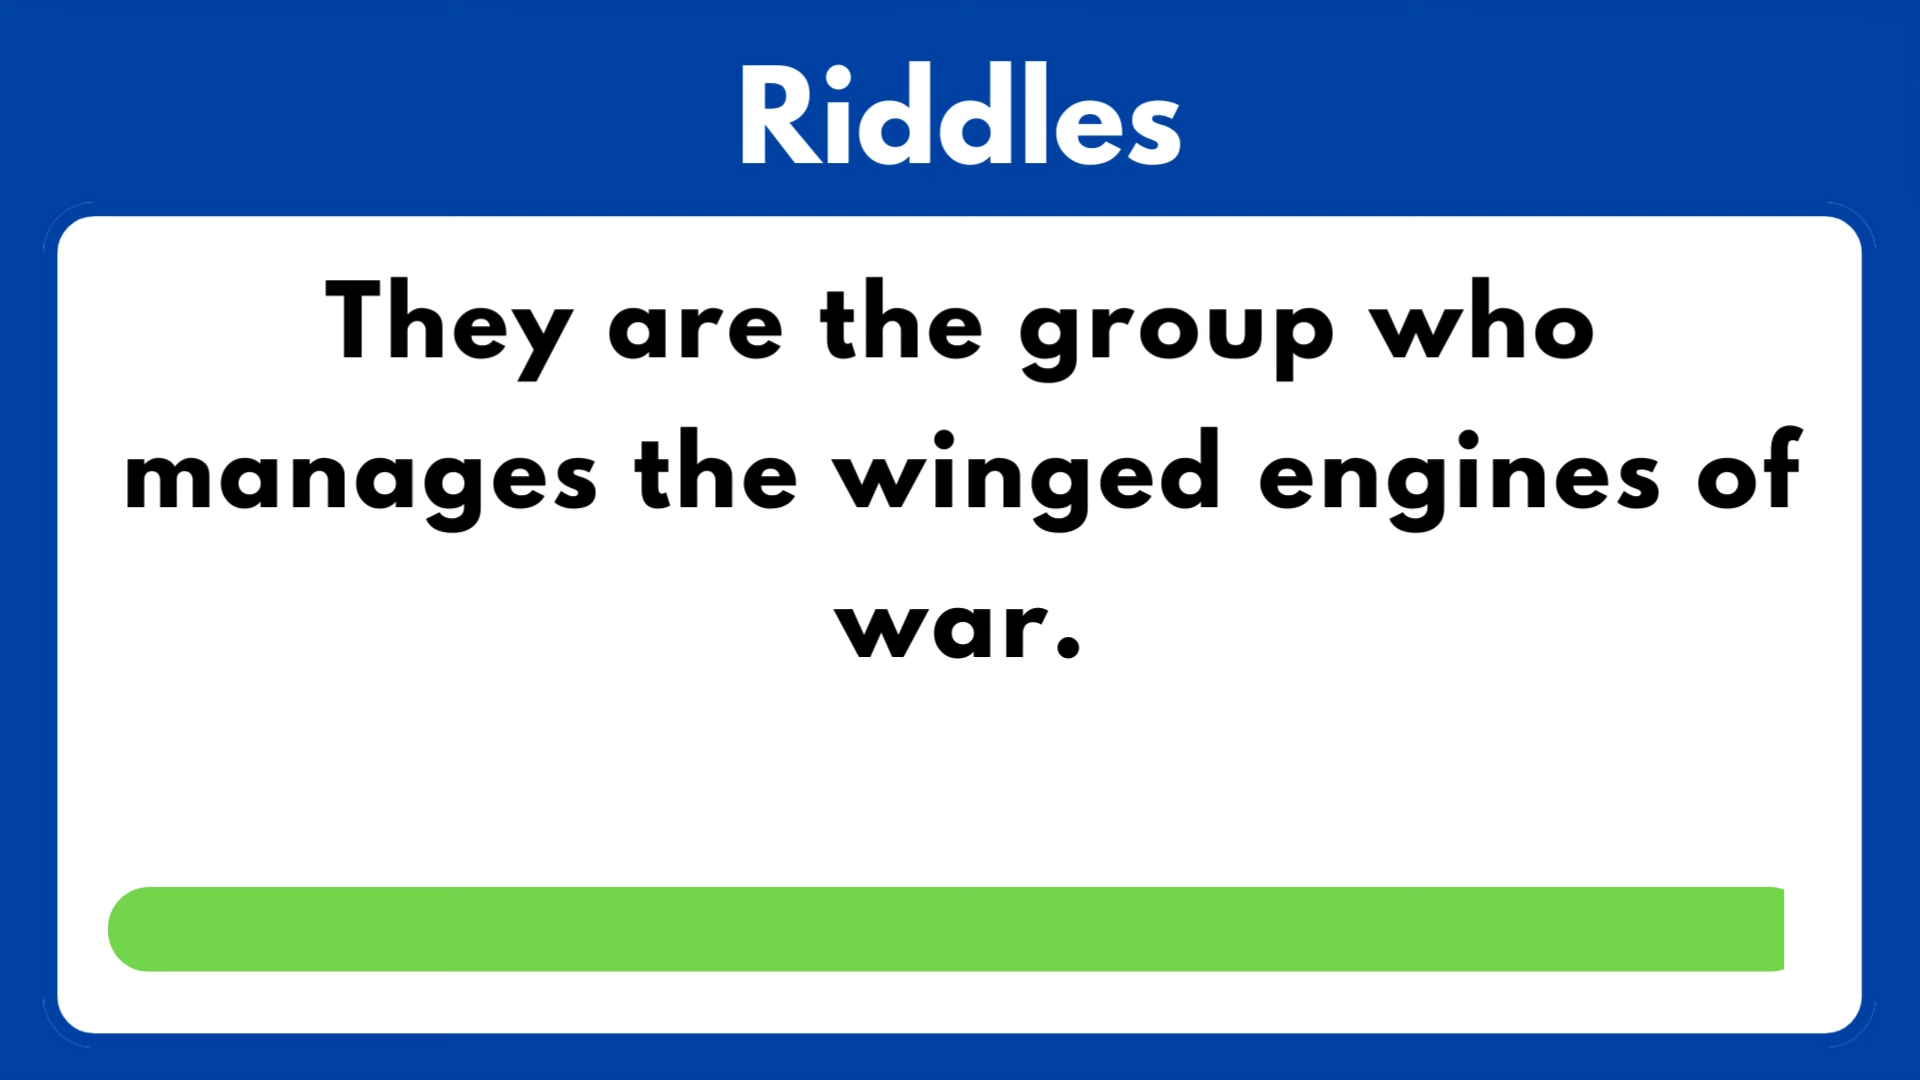 Riddles
They are the group who
manages the winged engines of
war.